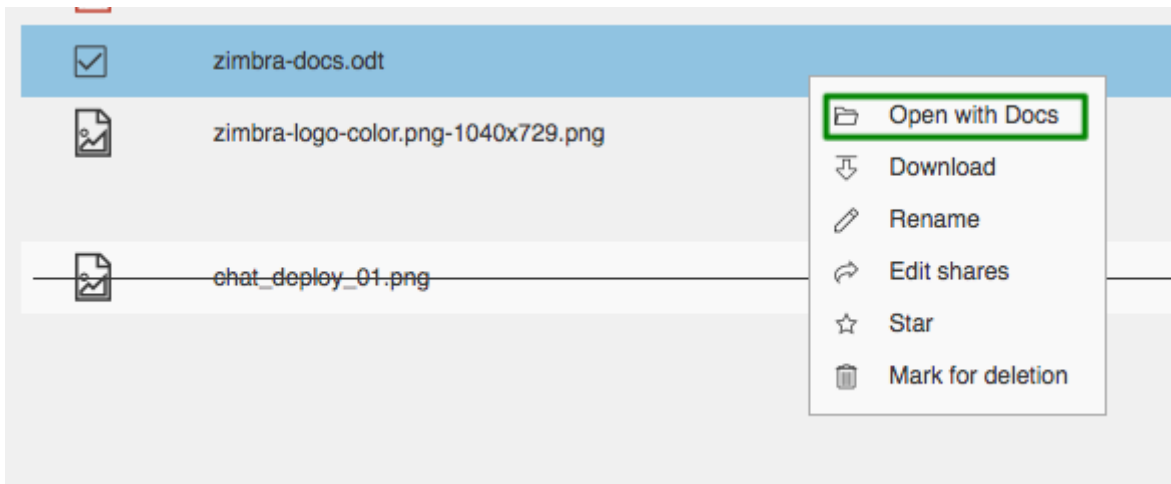 zimbra-docs.odt
zimbra-logo-color.png-1040x729.png
chat_deploy_01.png
Open with Docs
Download
Rename
Edit shares
Star
Mark for deletion